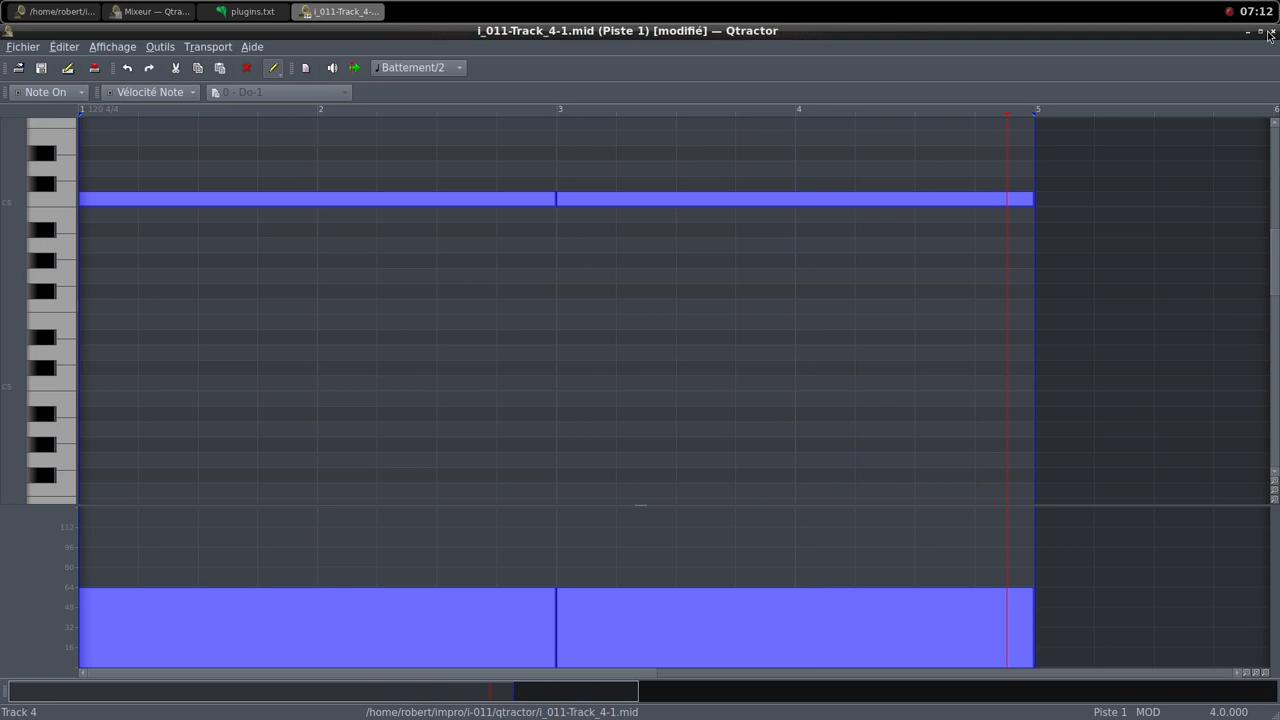 /home/robert/i... Mixeur — Qtra... plugins.txt i_011-Track_4-... 07:12
i_011-Track_4-1.mid (Piste 1) [modifié] — Qtractor
Fichier Éditer Affichage Outils Transport Aide
Battement/2
Note On Vélocité Note 0 - Do-1
1 120 4/4 2 3 4 5 6
C6
C5
112
96
80
64
48
32
16
Track 4 /home/robert/impro/i-011/qtractor/i_011-Track_4-1.mid Piste 1 MOD 4.0.000